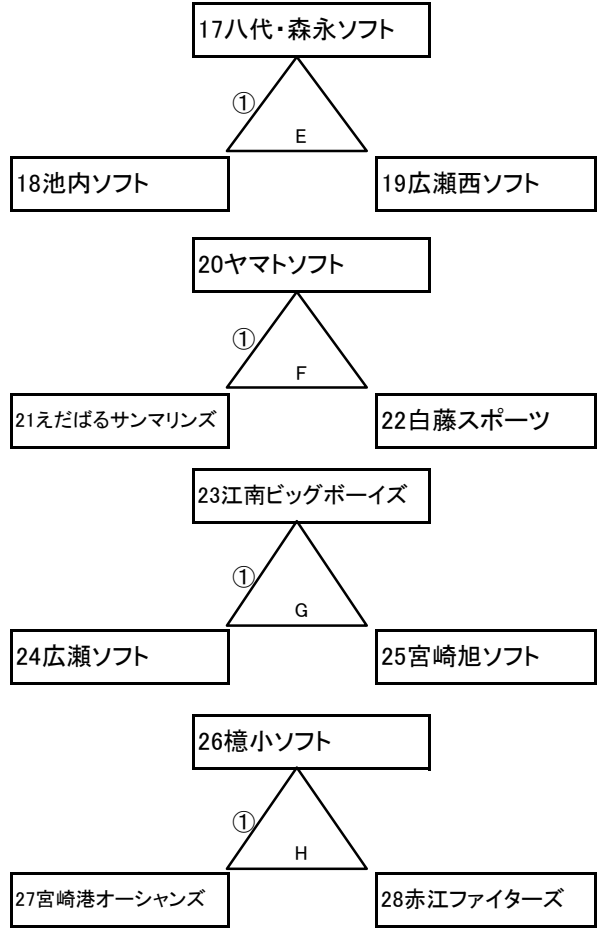 17八代・森永ソフト
①
E
18池内ソフト
19広瀬西ソフト
20ヤマトソフト
①
F
21えだばるサンマリンズ
22白藤スポーツ
23江南ビッグボーイズ
①
G
24広瀬ソフト
25宮崎旭ソフト
26檍小ソフト
①
H
27宮崎港オーシャンズ
28赤江ファイターズ